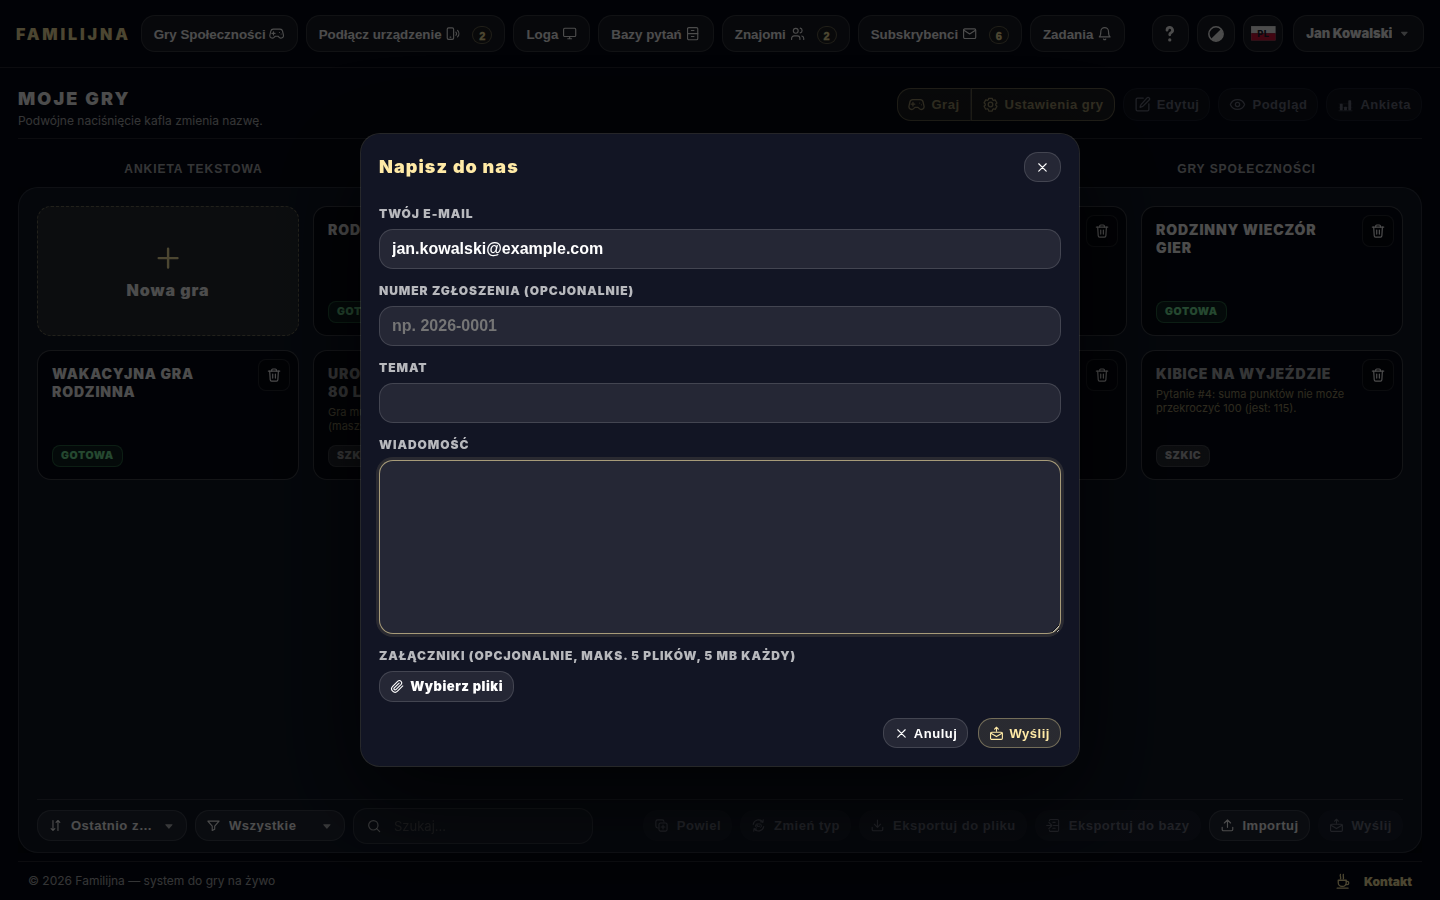 FAMILIJNA
Gry Społeczności
Podłącz urządzenie 2
Loga
Bazy pytań
Znajomi 2
Subskrybenci 6
Zadania
?
PL
Jan Kowalski
MOJE GRY
Podwójne naciśnięcie kafla zmienia nazwę.
Graj
Ustawienia gry
Edytuj
Podgląd
Ankieta
ANKIETA TEKSTOWA
GRY SPOŁECZNOŚCI
Nowa gra
GOTOWA
RODZINNY WIECZÓR
GIER
GOTOWA
WAKACYJNA GRA
RODZINNA
GOTOWA
80 L
Gra
KIBICE NA WYJEŹDZIE
Pytanie #4: suma punktów nie może
przekroczyć 100 (jest: 115).
SZKIC
Napisz do nas
TWÓJ E-MAIL
jan.kowalski@example.com
NUMER ZGŁOSZENIA (OPCJONALNIE)
np. 2026-0001
TEMAT
WIADOMOŚĆ
ZAŁĄCZNIKI (OPCJONALNIE, MAKS. 5 PLIKÓW, 5 MB KAŻDY)
Wybierz pliki
Anuluj
Wyślij
Ostatnio z...
Wszystkie
Szukaj...
Powiel
Zmień typ
Eksportuj do pliku
Eksportuj do bazy
Importuj
Wyślij
© 2026 Familijna — system do gry na żywo
Kontakt